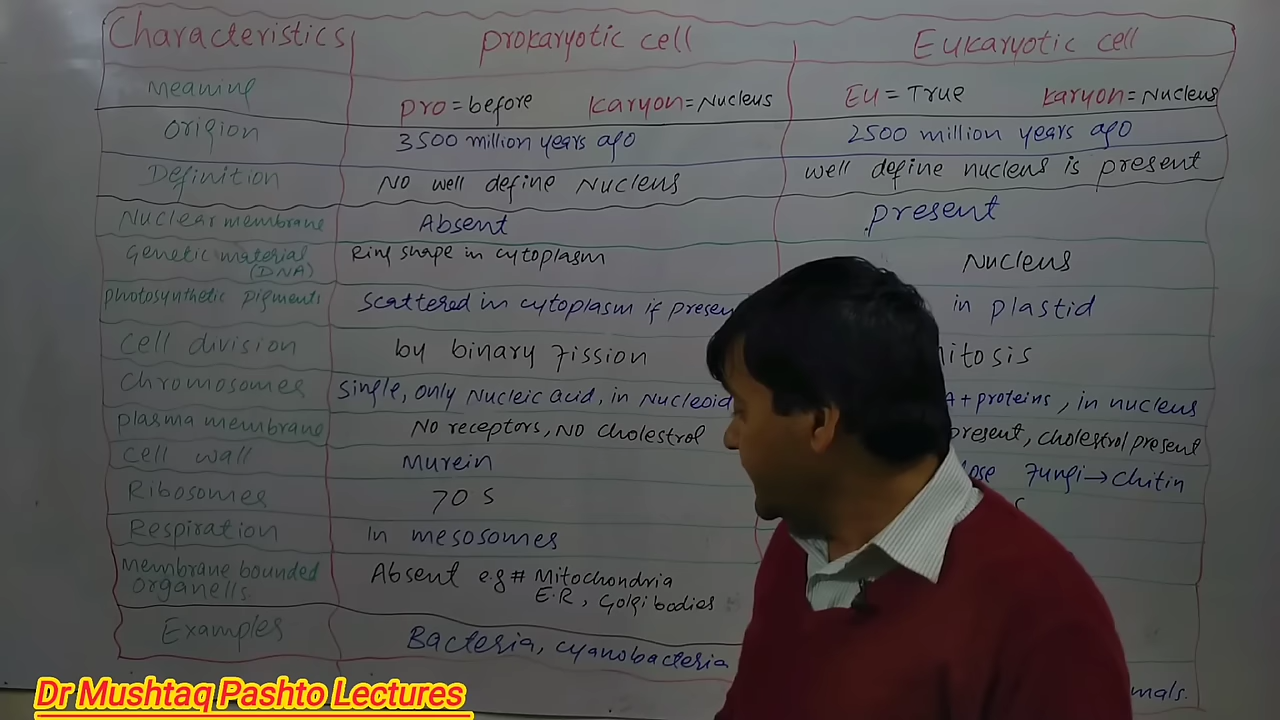 Characteristics prokaryotic cell Eukaryotic cell
Meaning pro = before Karyon = Nucleus Eu = True Karyon = Nucleus
Origion 3500 million years ago 2500 million years ago
Definition No well define Nucleus well define nucleus is present
Nuclear membrane Absent present
Genetic material (DNA) Ring shape in cytoplasm Nucleus
photosynthetic pigments scattered in cytoplasm if in plastid
Cell division by binary fission
Chromosomes single, only Nucleic acid, in Nucleoid + proteins, in nucleus
plasma membrane No receptors, No cholestrol present, cholestrol present
Cell wall Murein Fungi → chitin
Ribosomes 70 S
Respiration In mesosomes
Membrane bounded organells Absent e.g # Mitochondria
E.R, Golgi bodies
Examples Bacteria, cyanobacteria
Dr Mushtaq Pashto Lectures